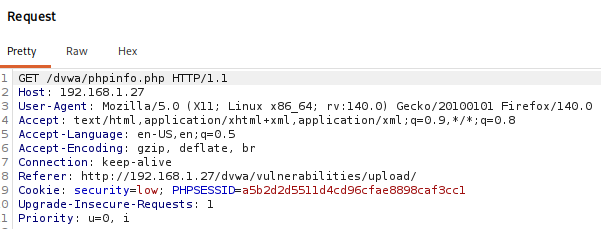 Request
Pretty Raw Hex
1 GET /dvwa/phpinfo.php HTTP/1.1
2 Host: 192.168.1.27
3 User-Agent: Mozilla/5.0 (X11; Linux x86_64; rv:140.0) Gecko/20100101 Firefox/140.0
4 Accept: text/html,application/xhtml+xml,application/xml;q=0.9,*/*;q=0.8
5 Accept-Language: en-US,en;q=0.5
6 Accept-Encoding: gzip, deflate, br
7 Connection: keep-alive
8 Referer: http://192.168.1.27/dvwa/vulnerabilities/upload/
9 Cookie: security=low; PHPSESSID=a5b2d2d5511d4cd96cfae8898caf3cc1
0 Upgrade-Insecure-Requests: 1
1 Priority: u=0, i